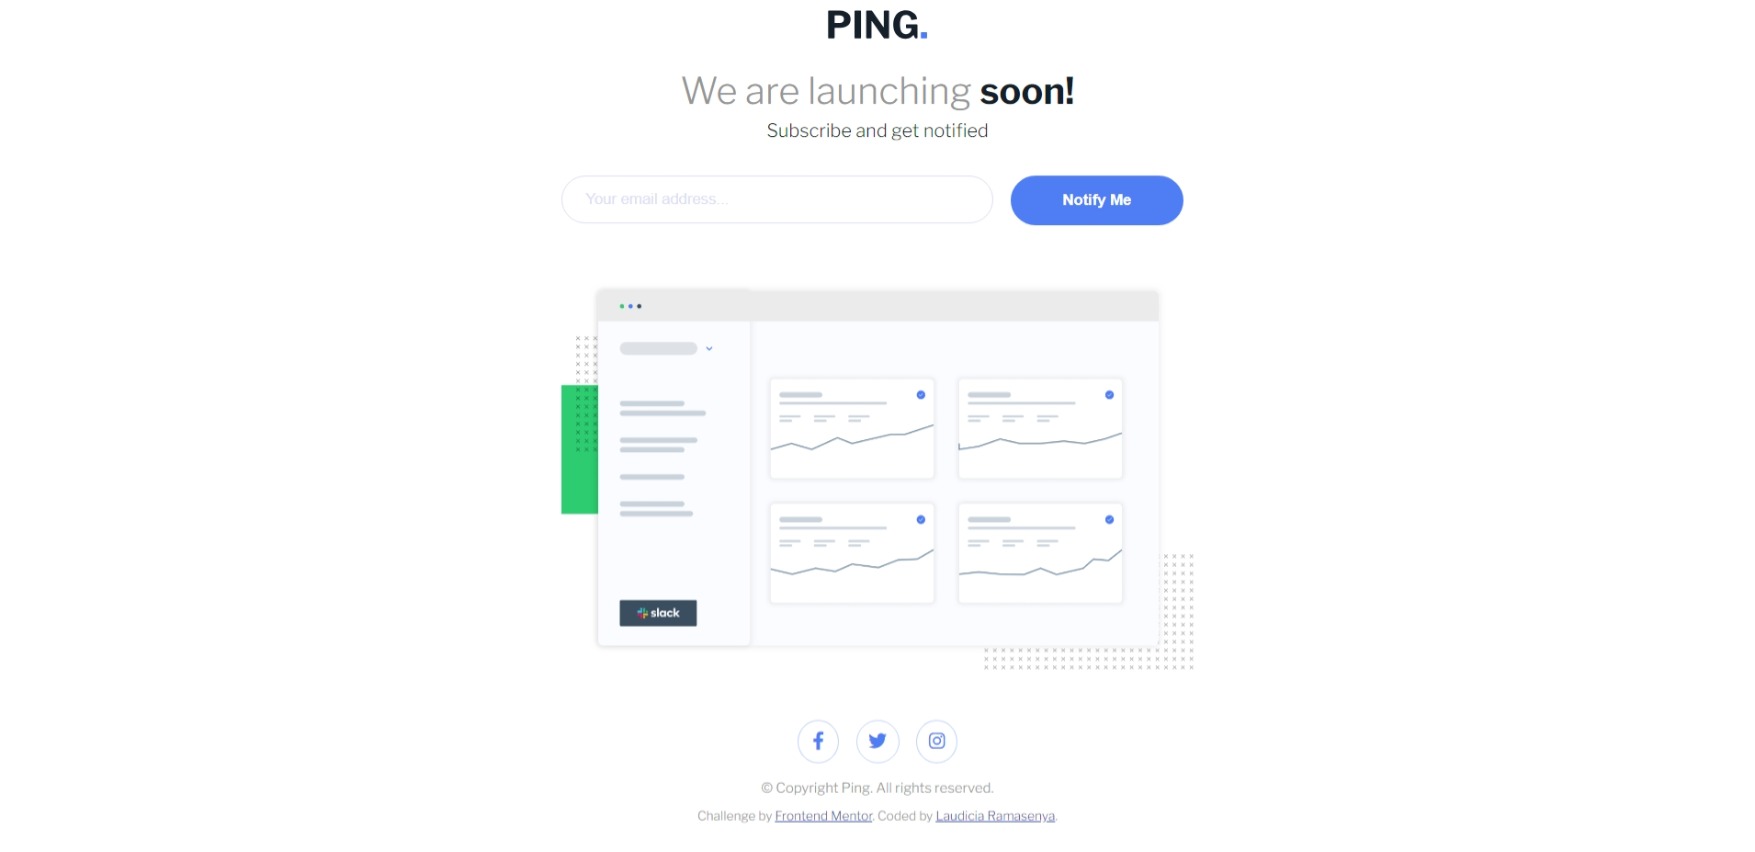 PING.
We are launching soon!
Subscribe and get notified
Your email address...
Notify Me
slack
© Copyright Ping. All rights reserved.
Challenge by Frontend Mentor. Coded by Laudicia Ramasenya.